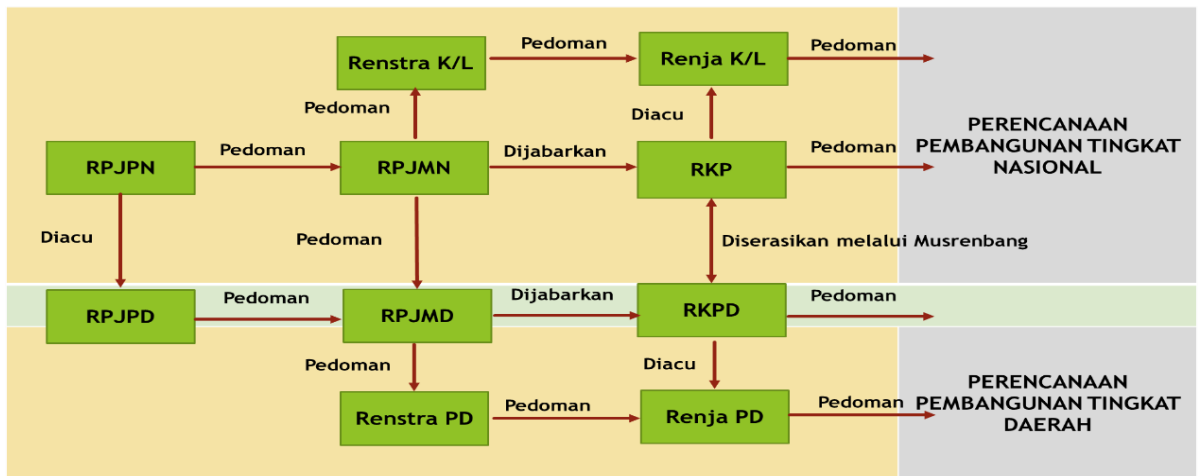 Renstra K/L
Pedoman
Renja K/L
Pedoman
Pedoman
Diacu
RPJPN
Pedoman
RPJMN
Dijabarkan
RKP
Pedoman
PERENCANAAN
PEMBANGUNAN TINGKAT
NASIONAL
Diacu
Pedoman
Diserasikan melalui Musrenbang
RPJPD
Pedoman
RPJMD
Dijabarkan
RKPD
Pedoman
Pedoman
Diacu
Renstra PD
Pedoman
Renja PD
Pedoman
PERENCANAAN
PEMBANGUNAN TINGKAT
DAERAH